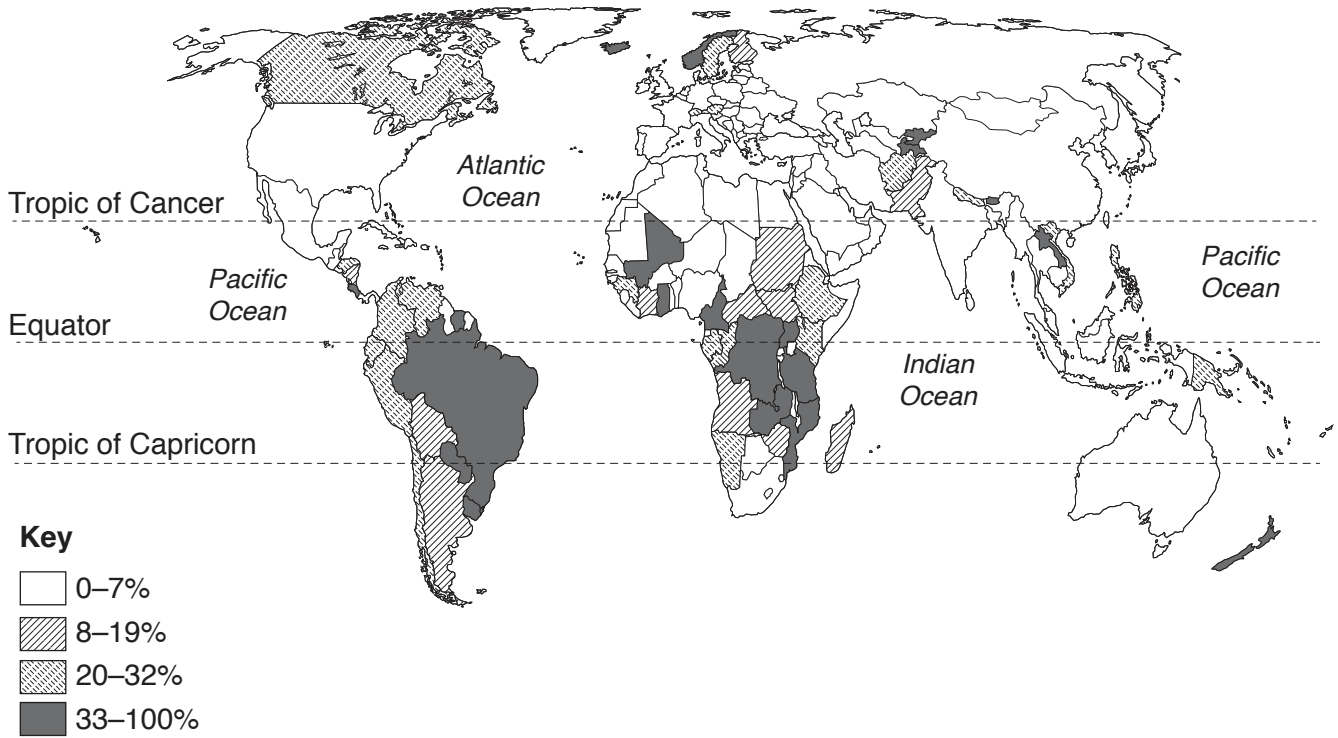 Atlantic
Ocean
Tropic of Cancer
Pacific
Ocean
Pacific
Ocean
Equator
Indian
Ocean
Tropic of Capricorn
Key
0–7%
8–19%
20–32%
33–100%